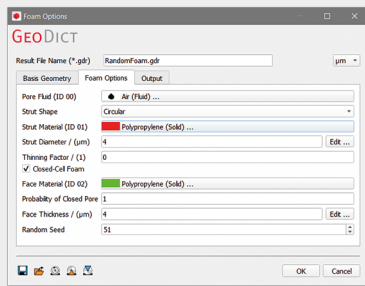 Foam Options
GEODICT
Result File Name (*.gdr) RandomFoam.gdr µm
Basis Geometry Foam Options Output
Pore Fluid (ID 00) Air (Fluid) ...
Strut Shape Circular
Strut Material (ID 01) Polypropylene (Solid) ...
Strut Diameter / (µm) 4 Edit ...
Thinning Factor / (1) 0
Closed-Cell Foam
Face Material (ID 02) Polypropylene (Solid) ...
Probability of Closed Pore 1
Face Thickness / (µm) 4 Edit ...
Random Seed 51
OK Cancel